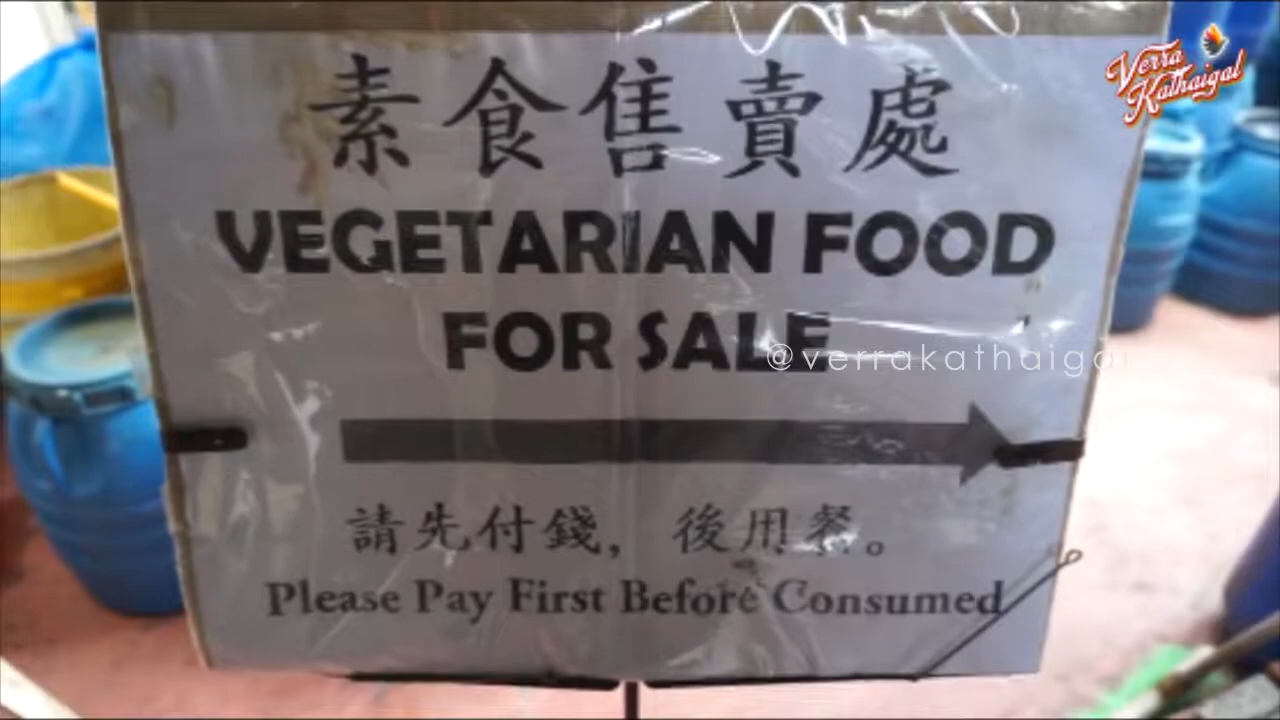 Verra
Kathaigal
素食售賣處
VEGETARIAN FOOD
FOR SALE
@verrakathaigal
請先付錢，後用餐。
Please Pay First Before Consumed